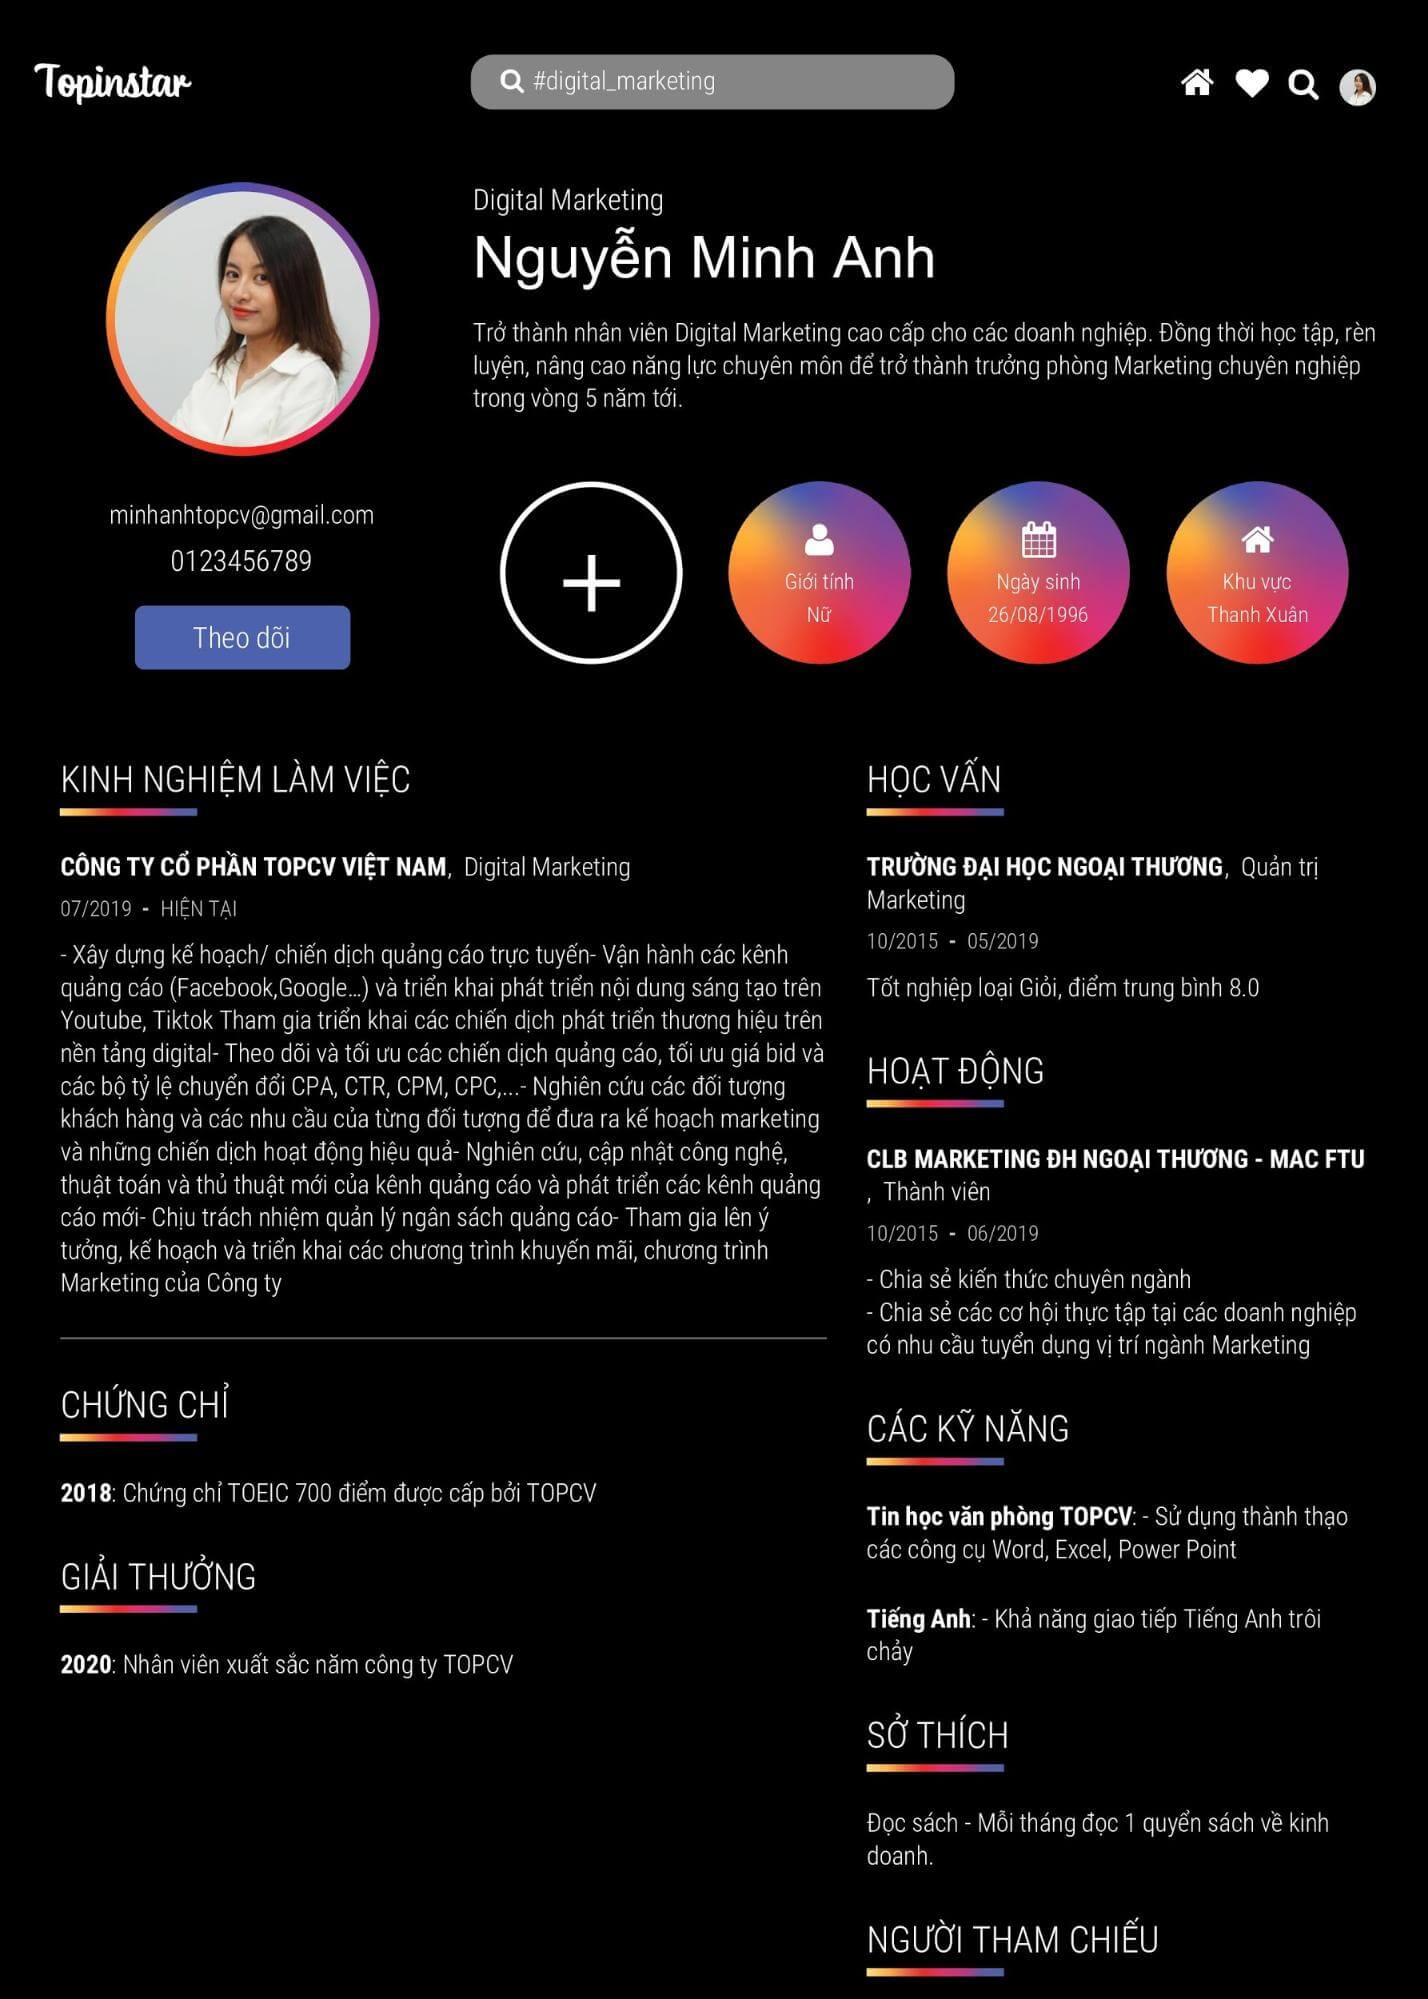 Topinstar
#digital_marketing
Digital Marketing
Nguyễn Minh Anh
Trở thành nhân viên Digital Marketing cao cấp cho các doanh nghiệp. Đồng thời học tập, rèn
luyện, nâng cao năng lực chuyên môn để trở thành trưởng phòng Marketing chuyên nghiệp
trong vòng 5 năm tới.
minhanhtopcv@gmail.com
0123456789
Theo dõi
Giới tính
Nữ
Ngày sinh
26/08/1996
Khu vực
Thanh Xuân
KINH NGHIỆM LÀM VIỆC
CÔNG TY CỔ PHẦN TOPCV VIỆT NAM, Digital Marketing
07/2019 - HIỆN TẠI
- Xây dựng kế hoạch/ chiến dịch quảng cáo trực tuyến- Vận hành các kênh
quảng cáo (Facebook,Google...) và triển khai phát triển nội dung sáng tạo trên
Youtube, Tiktok Tham gia triển khai các chiến dịch phát triển thương hiệu trên
nền tảng digital- Theo dõi và tối ưu các chiến dịch quảng cáo, tối ưu giá bid và
các bộ tỷ lệ chuyển đổi CPA, CTR, CPM, CPC,...- Nghiên cứu các đối tượng
khách hàng và các nhu cầu của từng đối tượng để đưa ra kế hoạch marketing
và những chiến dịch hoạt động hiệu quả- Nghiên cứu, cập nhật công nghệ,
thuật toán và thủ thuật mới của kênh quảng cáo và phát triển các kênh quảng
cáo mới- Chịu trách nhiệm quản lý ngân sách quảng cáo- Tham gia lên ý
tưởng, kế hoạch và triển khai các chương trình khuyến mãi, chương trình
Marketing của Công ty
CHỨNG CHỈ
2018: Chứng chỉ TOEIC 700 điểm được cấp bởi TOPCV
GIẢI THƯỞNG
2020: Nhân viên xuất sắc năm công ty TOPCV
HỌC VẤN
TRƯỜNG ĐẠI HỌC NGOẠI THƯƠNG, Quản trị
Marketing
10/2015 - 05/2019
Tốt nghiệp loại Giỏi, điểm trung bình 8.0
HOẠT ĐỘNG
CLB MARKETING ĐH NGOẠI THƯƠNG - MAC FTU
, Thành viên
10/2015 - 06/2019
- Chia sẻ kiến thức chuyên ngành
- Chia sẻ các cơ hội thực tập tại các doanh nghiệp
có nhu cầu tuyển dụng vị trí ngành Marketing
CÁC KỸ NĂNG
Tin học văn phòng TOPCV: - Sử dụng thành thạo
các công cụ Word, Excel, Power Point
Tiếng Anh: - Khả năng giao tiếp Tiếng Anh trôi
chảy
SỞ THÍCH
Đọc sách - Mỗi tháng đọc 1 quyển sách về kinh
doanh.
NGƯỜI THAM CHIẾU